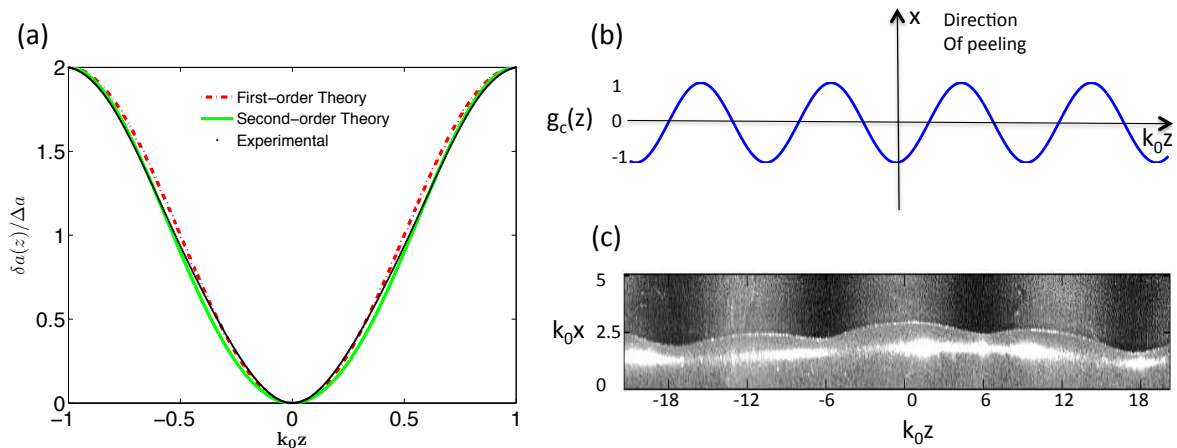 (a)
2
1.5
1
0.5
0
δa(z)/Δa
First-order Theory
Second-order Theory
Experimental
-1
-0.5
0
0.5
1
k₀z
(b)
x
Direction
Of peeling
1
0
-1
g_c(z)
k₀z
(c)
5
2.5
0
k₀x
-18
-12
-6
0
6
12
18
k₀z